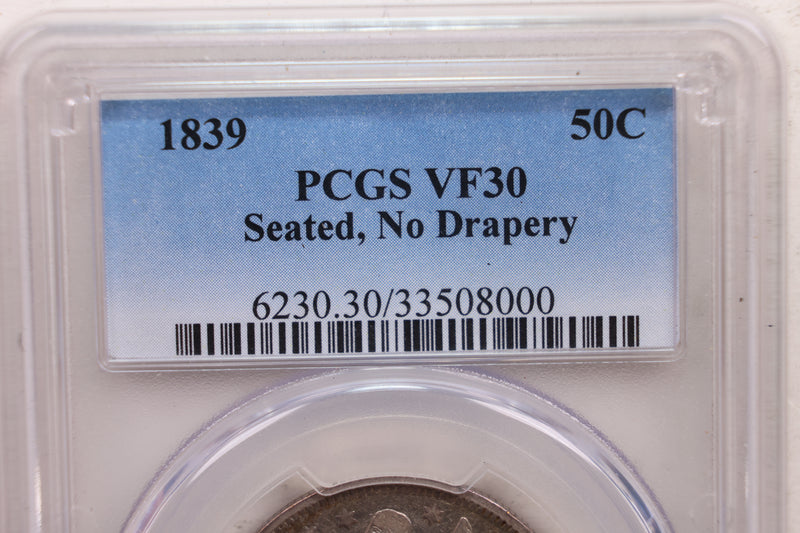 1839 50C
PCGS VF30
Seated, No Drapery
6230.30/33508000